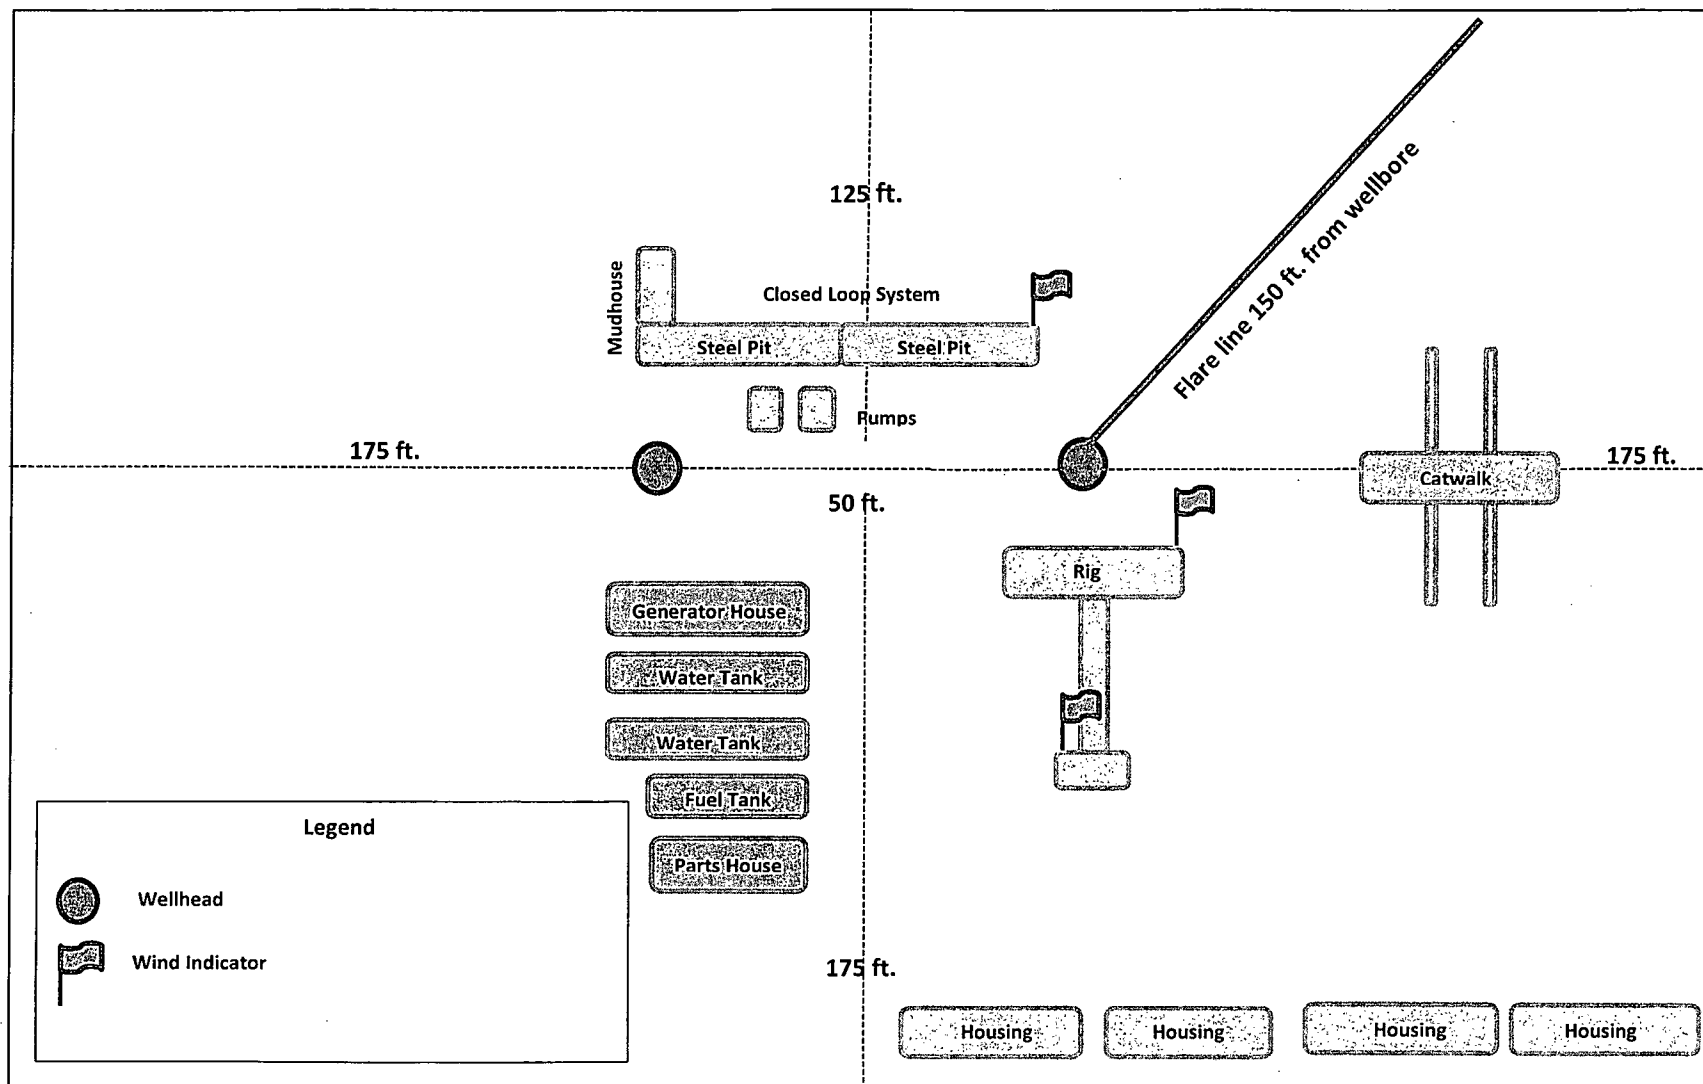 125 ft.
Flare line 150 ft. from wellbore
Mudhouse
Closed Loop System
Steel Pit
Steel Pit
Pumps
175 ft.
175 ft.
Catwalk
50 ft.
Rig
Generator House
Water Tank
Water Tank
Fuel Tank
Parts House
Legend
Wellhead
Wind Indicator
175 ft.
Housing
Housing
Housing
Housing